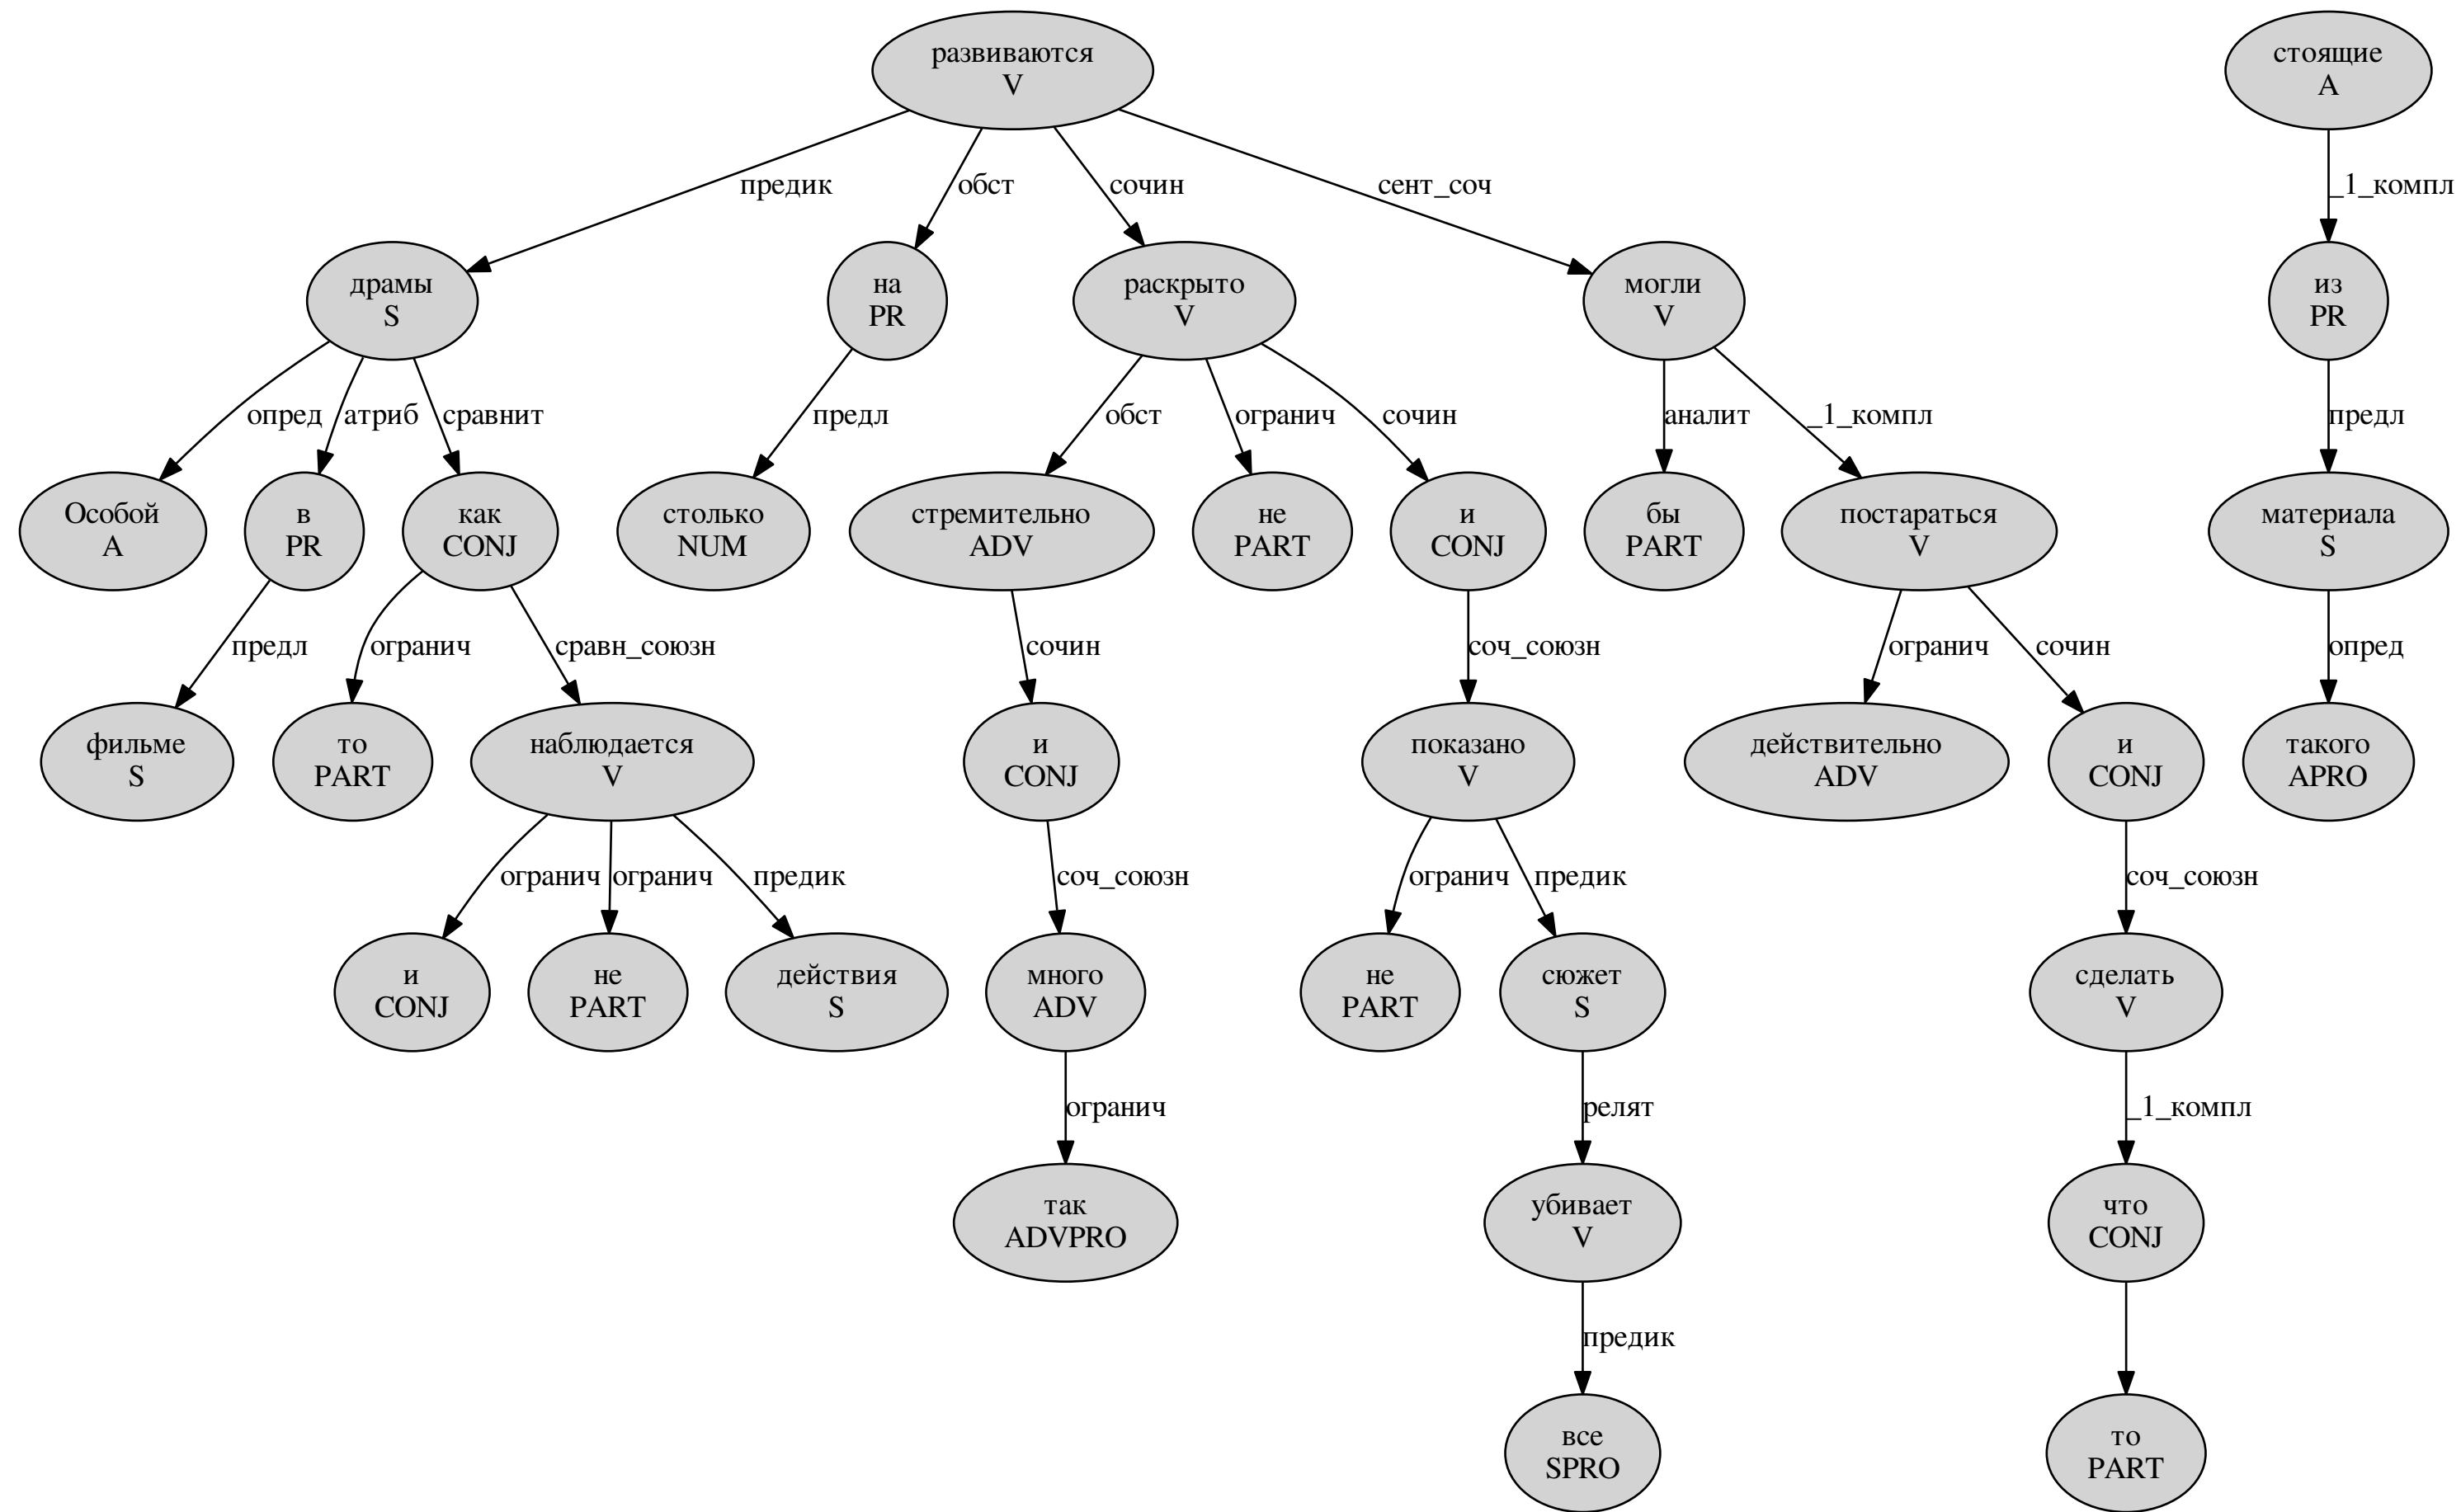 развиваются
V
стоящие
A
предик
обст
сочин
сент_соч
_1_компл
драмы
S
на
PR
раскрыто
V
могли
V
из
PR
опред
атриб
сравнит
предл
обст
огранич
сочин
аналит
_1_компл
предл
Особой
A
в
PR
как
CONJ
столько
NUM
стремительно
ADV
не
PART
и
CONJ
бы
PART
постараться
V
материала
S
предл
огранич
сравн_союзн
сочин
соч_союзн
огранич
сочин
опред
фильме
S
то
PART
наблюдается
V
и
CONJ
показано
V
действительно
ADV
и
CONJ
такого
APRO
огранич
огранич
предик
соч_союзн
огранич
предик
соч_союзн
и
CONJ
не
PART
действия
S
много
ADV
не
PART
сюжет
S
сделать
V
огранич
релят
_1_компл
так
ADVPRO
убивает
V
что
CONJ
предик
все
SPRO
то
PART